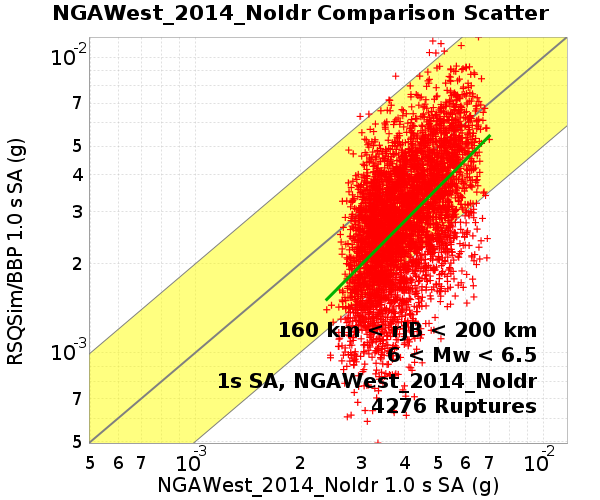 NGAWest_2014_NoIdr Comparison Scatter
RSQSim/BBP 1.0 s SA (g)
10⁻²
7
5
4
3
2
10⁻³
7
5
160 km < rJB < 200 km
6 < Mw < 6.5
1s SA, NGAWest_2014_NoIdr
4276 Ruptures
5 6 7 10⁻³ 2 3 4 5 6 7 10⁻²
NGAWest_2014_NoIdr 1.0 s SA (g)